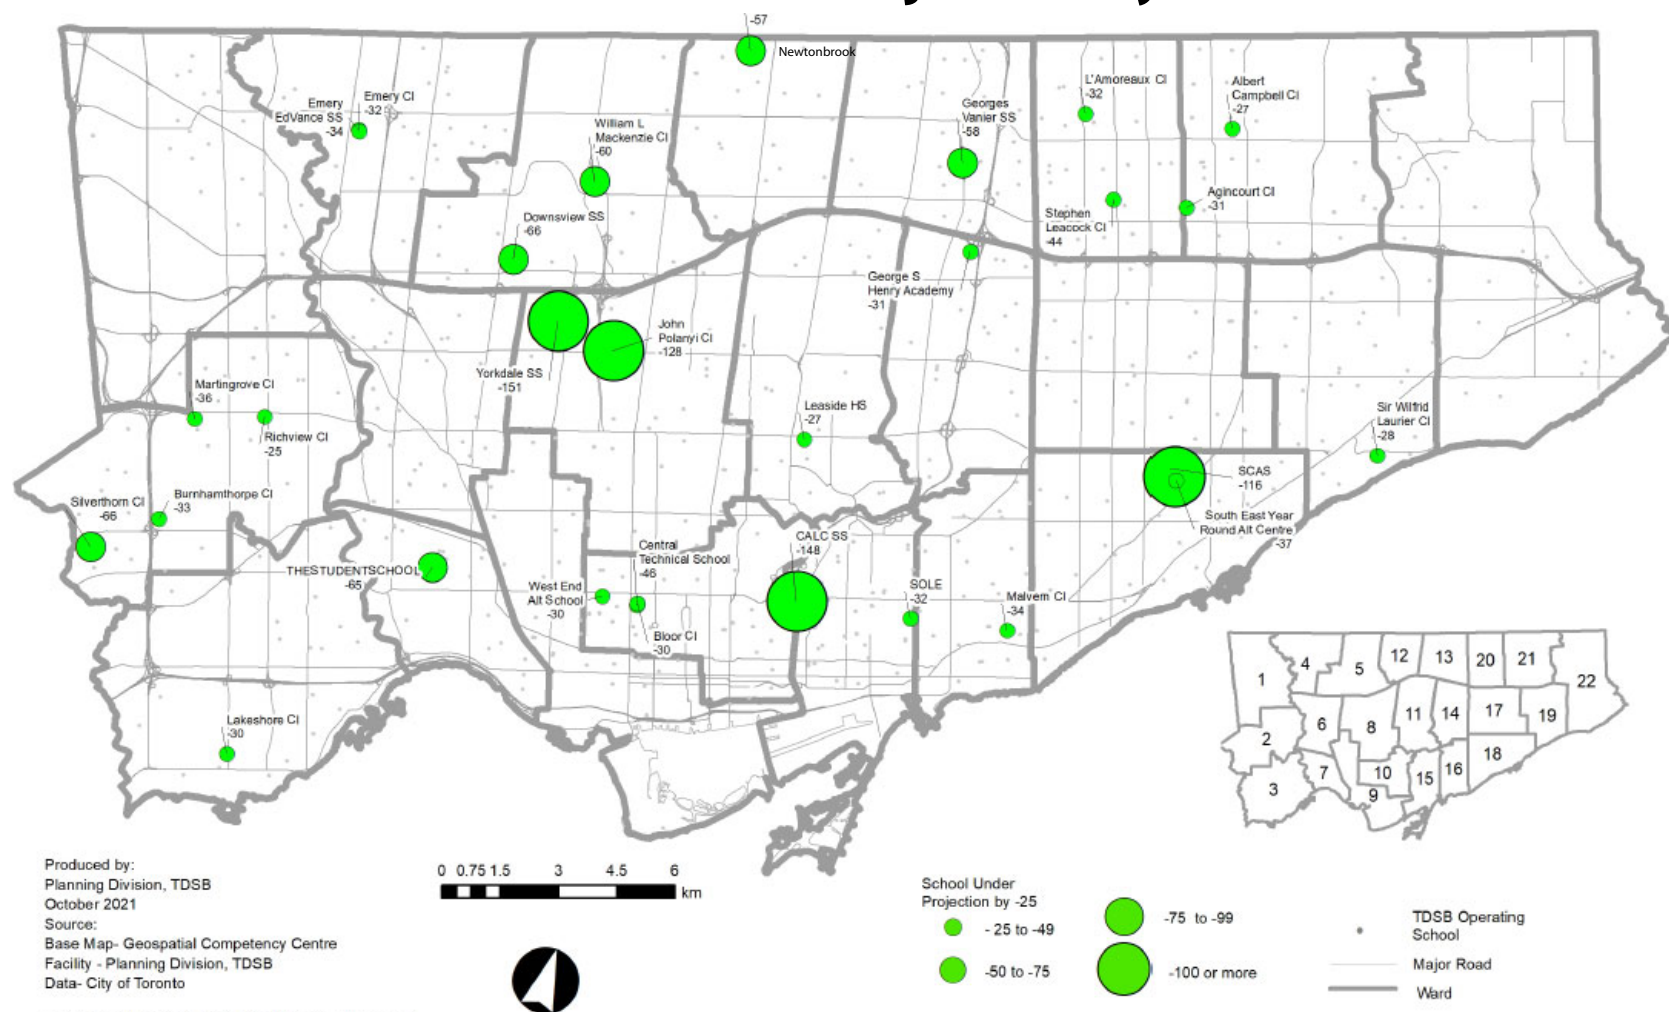 -57
Newtonbrook
Emery
EdVance SS
-34
Emery CI
-32
William L
Mackenzie CI
-60
Georges
Vanier SS
-58
L'Amoreaux CI
-32
Albert
Campbell CI
-27
Downsview SS
-66
Stephen
Leacock CI
-44
Agincourt CI
-31
George S
Henry Academy
-31
John
Polanyi CI
-128
Yorkdale SS
-151
Martingrove CI
-36
Richview CI
-25
Leaside HS
-27
Sir Wilfrid
Laurier CI
-28
Silverthorn CI
-66
Burnhamthorpe CI
-33
SCAS
-116
South East Year
Round Alt Centre
-37
THESTUDENTSCHOOL
-65
Central
Technical School
-46
CALC SS
-148
West End
Alt School
-30
Bloor CI
-30
SOLE
-32
Malvern CI
-34
Lakeshore CI
-30
1
4
5
12
13
20
21
22
2
6
8
11
14
17
19
3
7
10
9
15
16
18
Produced by:
Planning Division, TDSB
October 2021
Source:
Base Map- Geospatial Competency Centre
Facility - Planning Division, TDSB
Data- City of Toronto
0 0.75 1.5 3 4.5 6
km
School Under
Projection by -25
- 25 to -49
-50 to -75
-75 to -99
-100 or more
TDSB Operating
School
Major Road
Ward